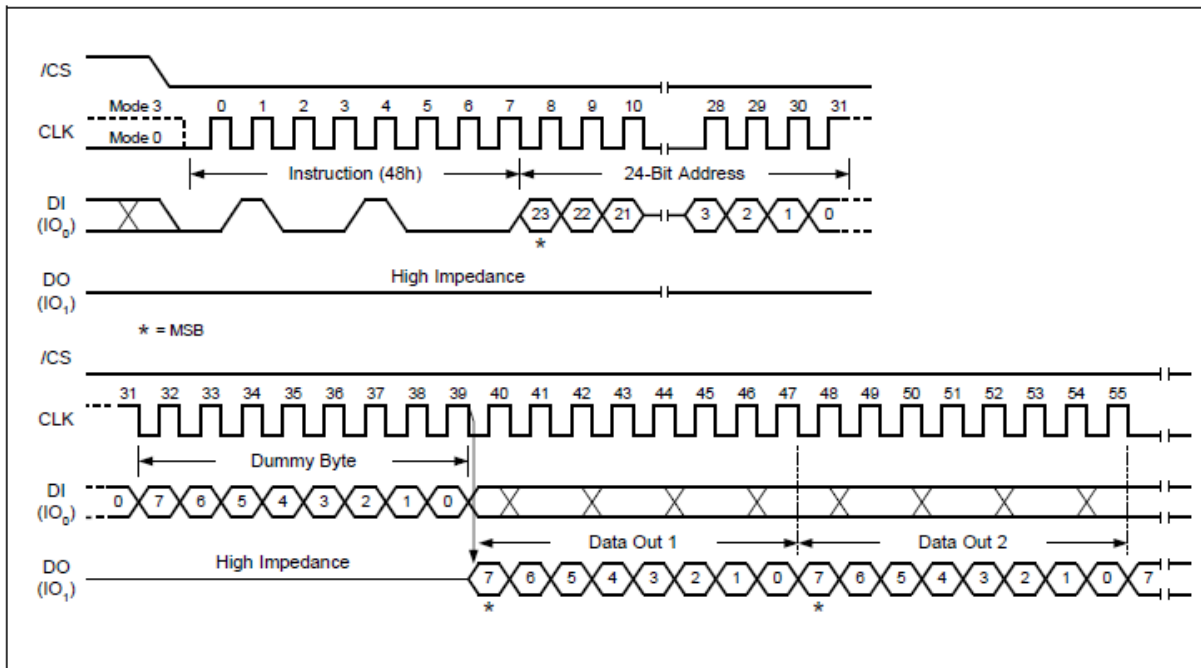 /CS
Mode 3 0 1 2 3 4 5 6 7 8 9 10 28 29 30 31
CLK
Mode 0
Instruction (48h) 24-Bit Address
DI
(IO0) 23 22 21 3 2 1 0
*
High Impedance
DO
(IO1)
* = MSB
/CS
31 32 33 34 35 36 37 38 39 40 41 42 43 44 45 46 47 48 49 50 51 52 53 54 55
CLK
Dummy Byte
DI
(IO0) 0 7 6 5 4 3 2 1 0
Data Out 1 Data Out 2
High Impedance
DO
(IO1) 7 6 5 4 3 2 1 0 7 6 5 4 3 2 1 0 7
* *